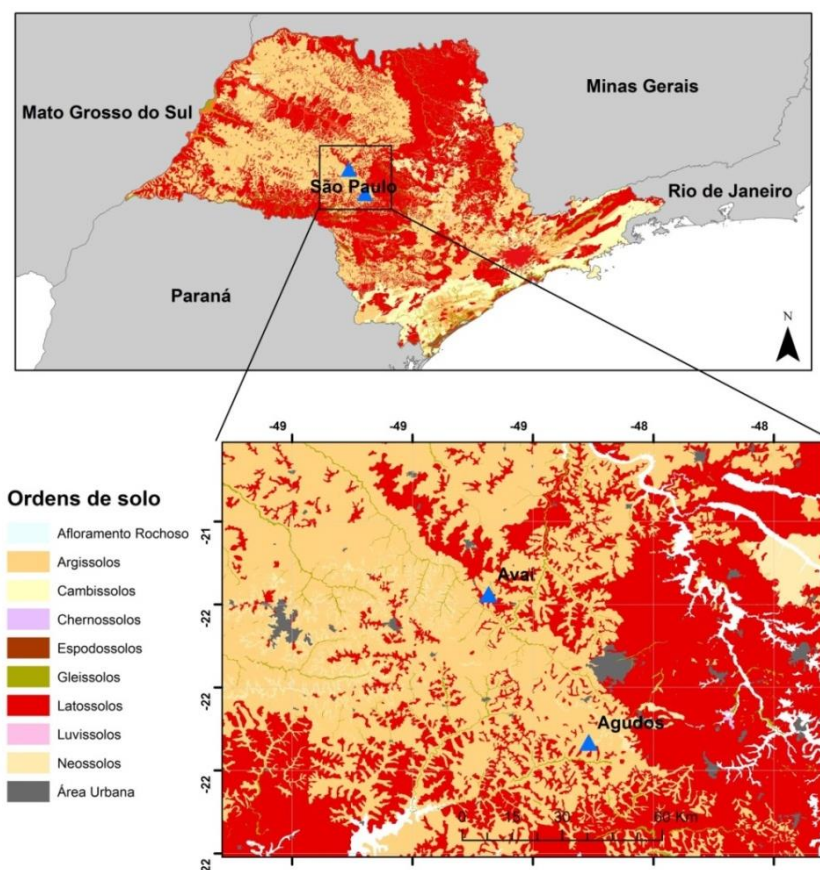 Minas Gerais
Mato Grosso do Sul
São Paulo
Rio de Janeiro
Paraná
N
-49 -49 -49 -48 -48
Ordens de solo
Afloramento Rochoso
Argissolos
Cambissolos
Chernossolos
Espodossolos
Gleissolos
Latossolos
Luvissolos
Neossolos
Área Urbana
-21
-22
-22
-22
-22
Avaí
Agudos
0 15 30 60 Km